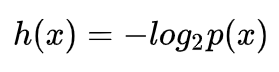 h(x) = −log₂p(x)